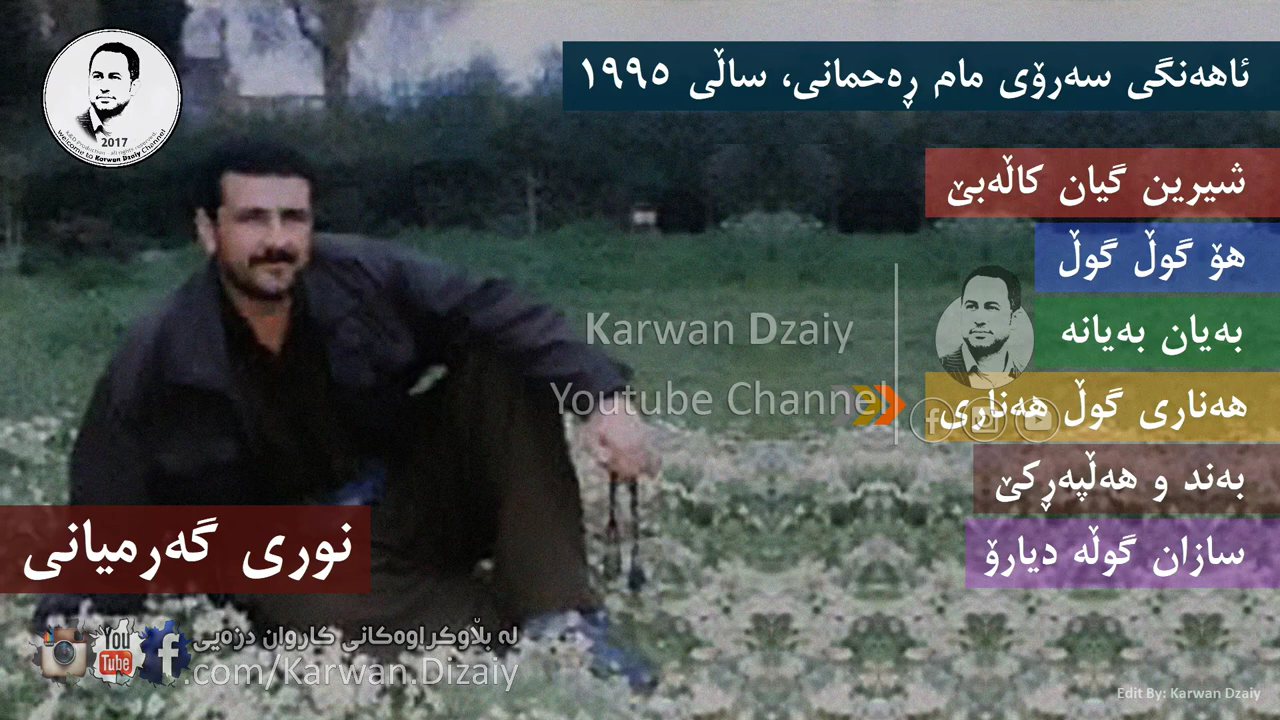 ئاهەنگی سەرۆی مام ڕەحمانی، ساڵی ١٩٩٥
شیرین گیان کاڵەبێ
هۆ گوڵ گوڵ
بەیان بەیانە
هەناری گوڵ هەناری
بەند و هەڵپەڕکێ
سازان گوڵە دیارۆ
Karwan Dzaiy
Youtube Channel
نوری گەرمیانی
لە بڵاوکراوەکانی کاروان دزەیی
.com/Karwan.Dizaiy
You
Tube
2017
welcome to Karwan Dzaiy Channel
Edit By: Karwan Dzaiy